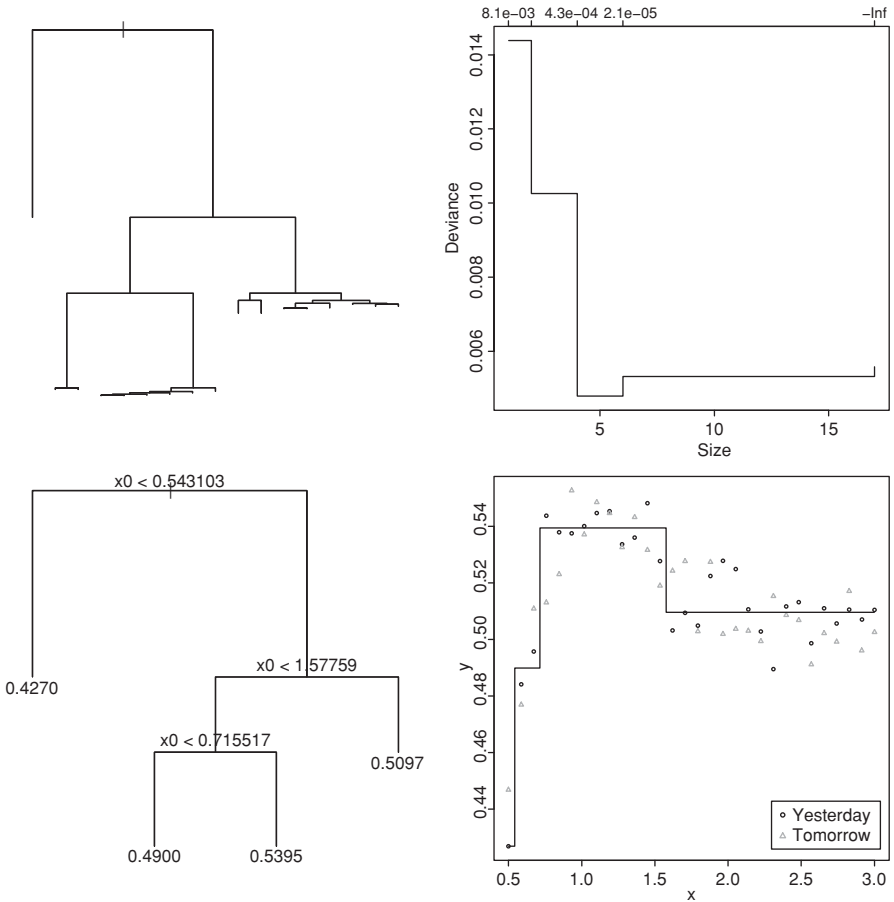 8.1e−03 4.3e−04 2.1e−05 −Inf
0.014
0.012
0.010
0.008
0.006
Deviance
5 10 15
Size
x0 < 0.543103
0.4270
x0 < 1.57759
x0 < 0.715517
0.5097
0.4900
0.5395
0.54
0.52
0.50
0.48
0.46
0.44
y
Yesterday
Tomorrow
0.5 1.0 1.5 2.0 2.5 3.0
x